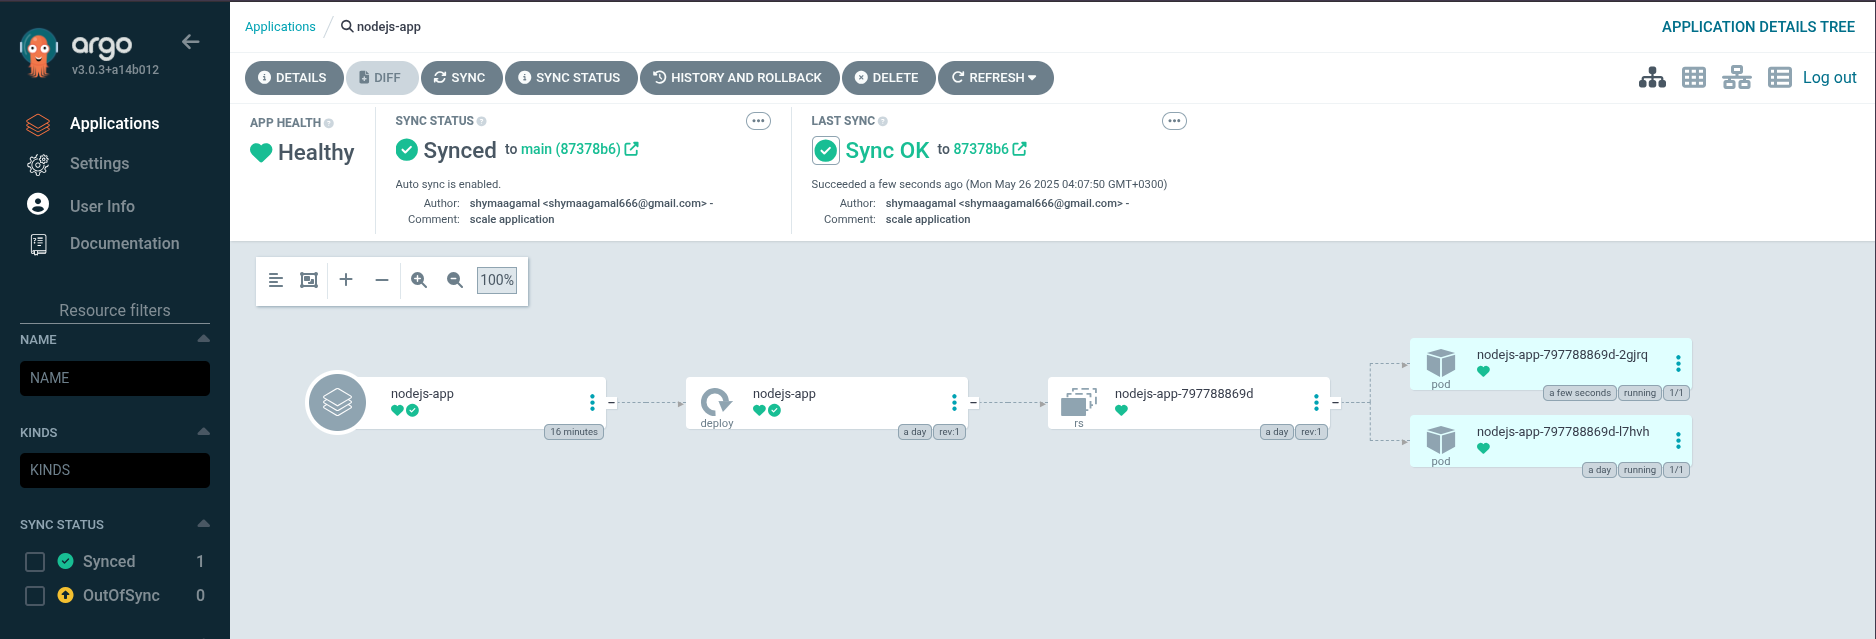 argo
v3.0.3+a14b012
Applications
Settings
User Info
Documentation
Resource filters
NAME
NAME
KINDS
KINDS
SYNC STATUS
Synced 1
OutOfSync 0
Applications / nodejs-app
APPLICATION DETAILS TREE
DETAILS DIFF SYNC SYNC STATUS HISTORY AND ROLLBACK DELETE REFRESH
Log out
APP HEALTH
Healthy
SYNC STATUS
Synced to main (87378b6)
Auto sync is enabled.
Author: shymaagamal <shymaagamal666@gmail.com> -
Comment: scale application
LAST SYNC
Sync OK to 87378b6
Succeeded a few seconds ago (Mon May 26 2025 04:07:50 GMT+0300)
Author: shymaagamal <shymaagamal666@gmail.com> -
Comment: scale application
100%
nodejs-app
16 minutes
nodejs-app
deploy
a day rev:1
nodejs-app-797788869d
rs
a day rev:1
nodejs-app-797788869d-2gjrq
pod
a few seconds running 1/1
nodejs-app-797788869d-l7hvh
pod
a day running 1/1